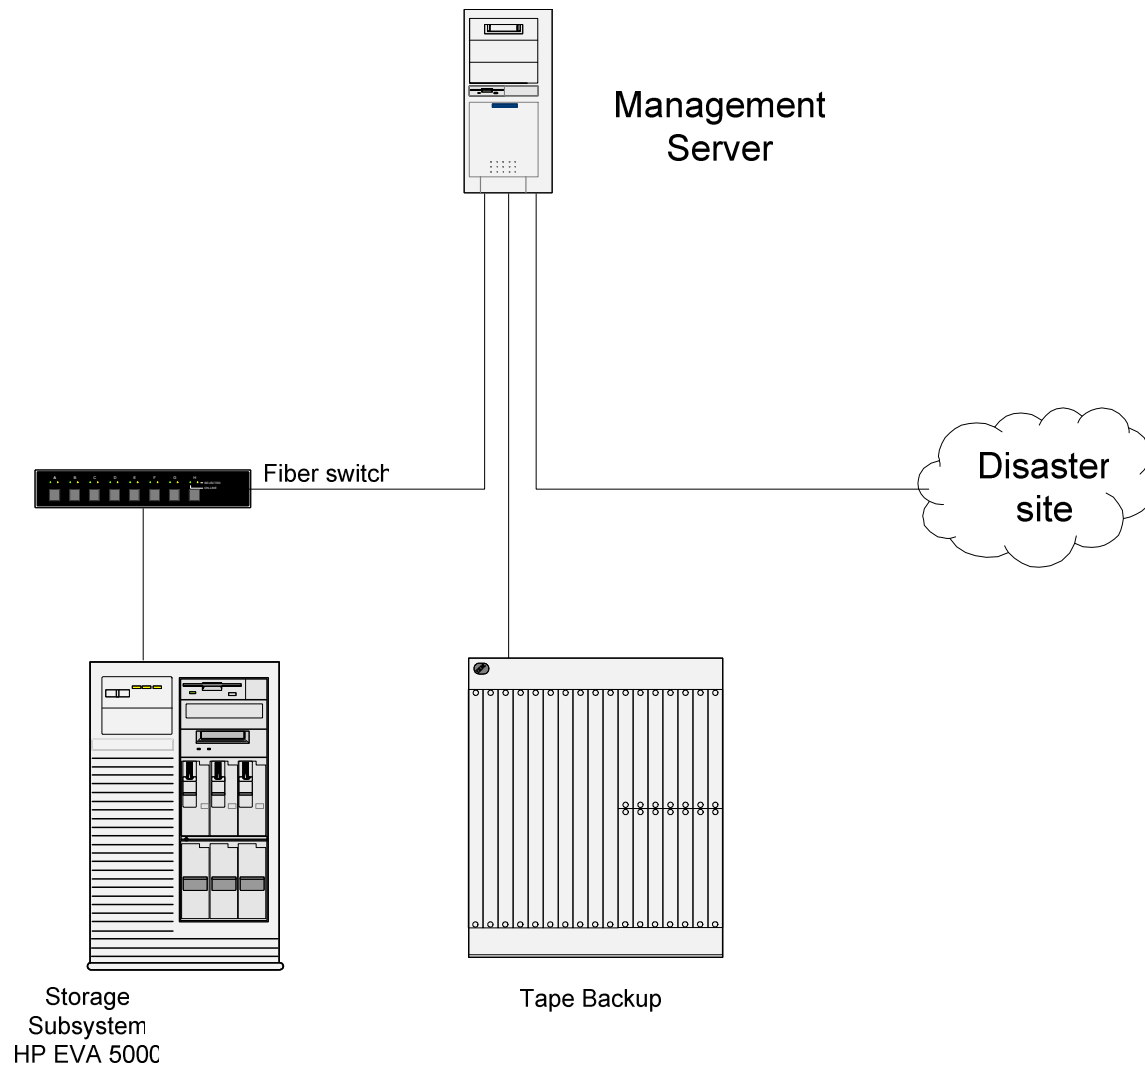 Management
Server
Fiber switch
Disaster
site
A B C D E F G H
Storage
Subsystem
HP EVA 5000
Tape Backup